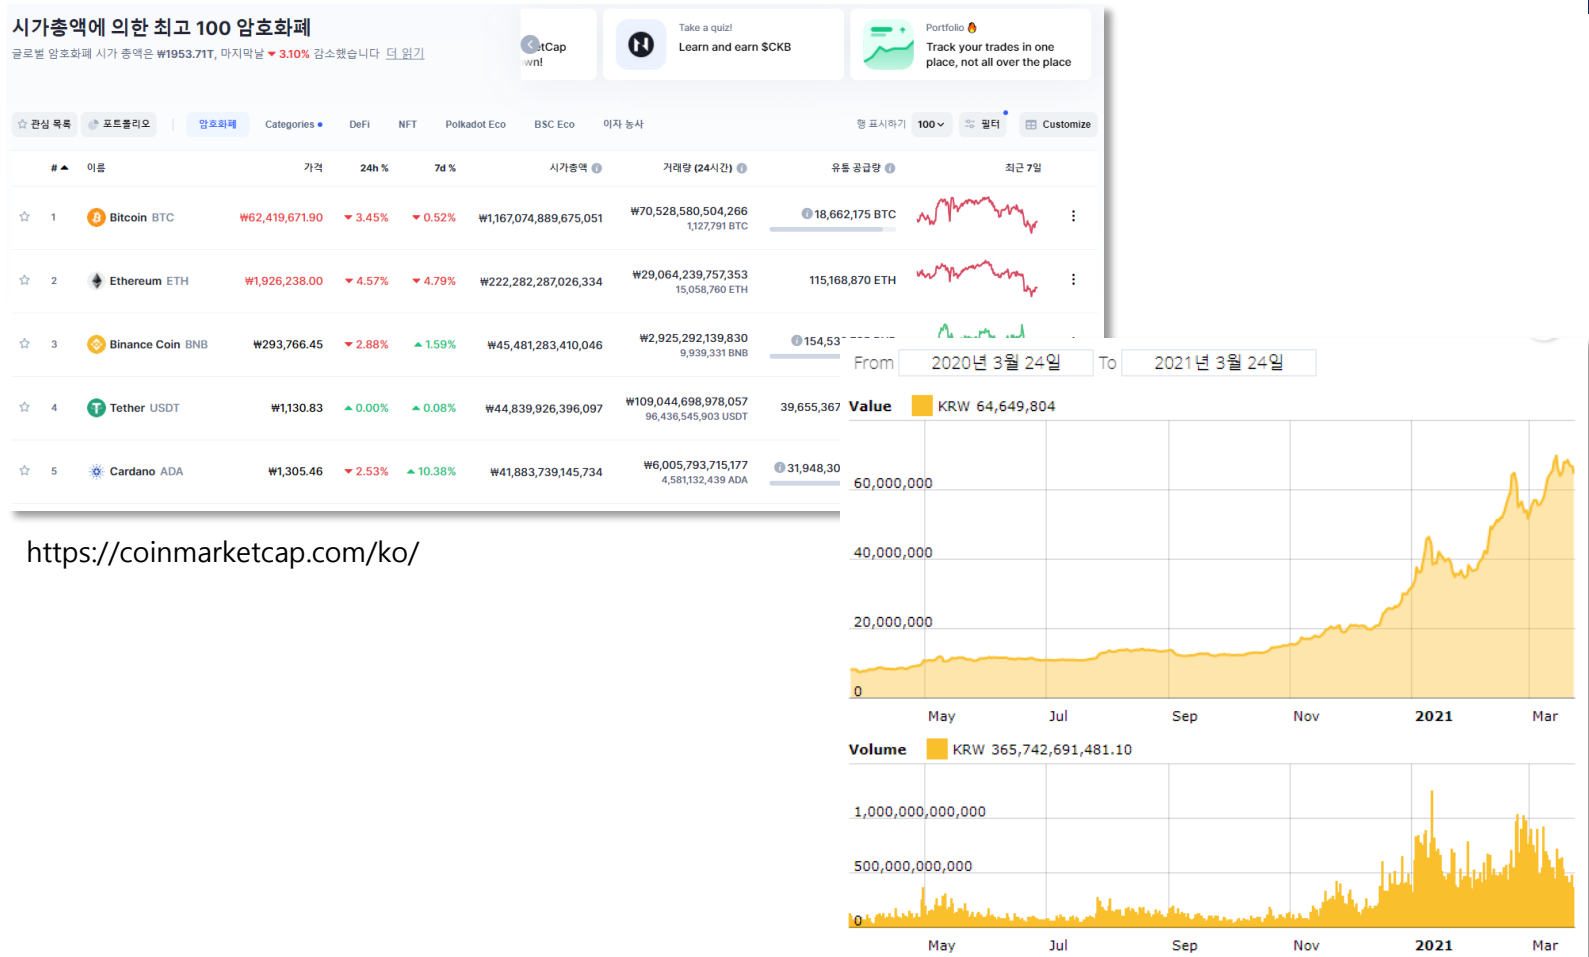 시가총액에 의한 최고 100 암호화폐
글로벌 암호화폐 시가 총액은 ₩1953.71T, 마지막날 ▼ 3.10% 감소했습니다 더 읽기
etCap
wn!
Take a quiz!
Learn and earn $CKB
Portfolio 🔥
Track your trades in one
place, not all over the place
관심 목록 포트폴리오 암호화폐 Categories DeFi NFT Polkadot Eco BSC Eco 이자 농사 행 표시하기 100 필터 Customize
# 이름 가격 24h % 7d % 시가총액 거래량 (24시간) 유통 공급량 최근 7일
1 Bitcoin BTC ₩62,419,671.90 ▼ 3.45% ▼ 0.52% ₩1,167,074,889,675,051 ₩70,528,580,504,266 18,662,175 BTC
1,127,791 BTC
2 Ethereum ETH ₩1,926,238.00 ▼ 4.57% ▼ 4.79% ₩222,282,287,026,334 ₩29,064,239,757,353 115,168,870 ETH
15,058,760 ETH
3 Binance Coin BNB ₩293,766.45 ▼ 2.88% ▲ 1.59% ₩45,481,283,410,046 ₩2,925,292,139,830 154,53
9,939,331 BNB
4 Tether USDT ₩1,130.83 ▲ 0.00% ▲ 0.08% ₩44,839,926,396,097 ₩109,044,698,978,057 39,655,367
96,436,545,903 USDT
5 Cardano ADA ₩1,305.46 ▼ 2.53% ▲ 10.38% ₩41,883,739,145,734 ₩6,005,793,715,177 31,948,30
4,581,132,439 ADA
https://coinmarketcap.com/ko/
From 2020년 3월 24일 To 2021년 3월 24일
Value KRW 64,649,804
60,000,000
40,000,000
20,000,000
0
May Jul Sep Nov 2021 Mar
Volume KRW 365,742,691,481.10
1,000,000,000,000
500,000,000,000
0
May Jul Sep Nov 2021 Mar